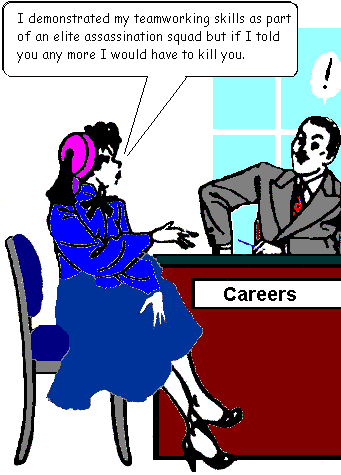 I demonstrated my teamworking skills as part
of an elite assassination squad but if I told
you any more I would have to kill you.
!
Careers